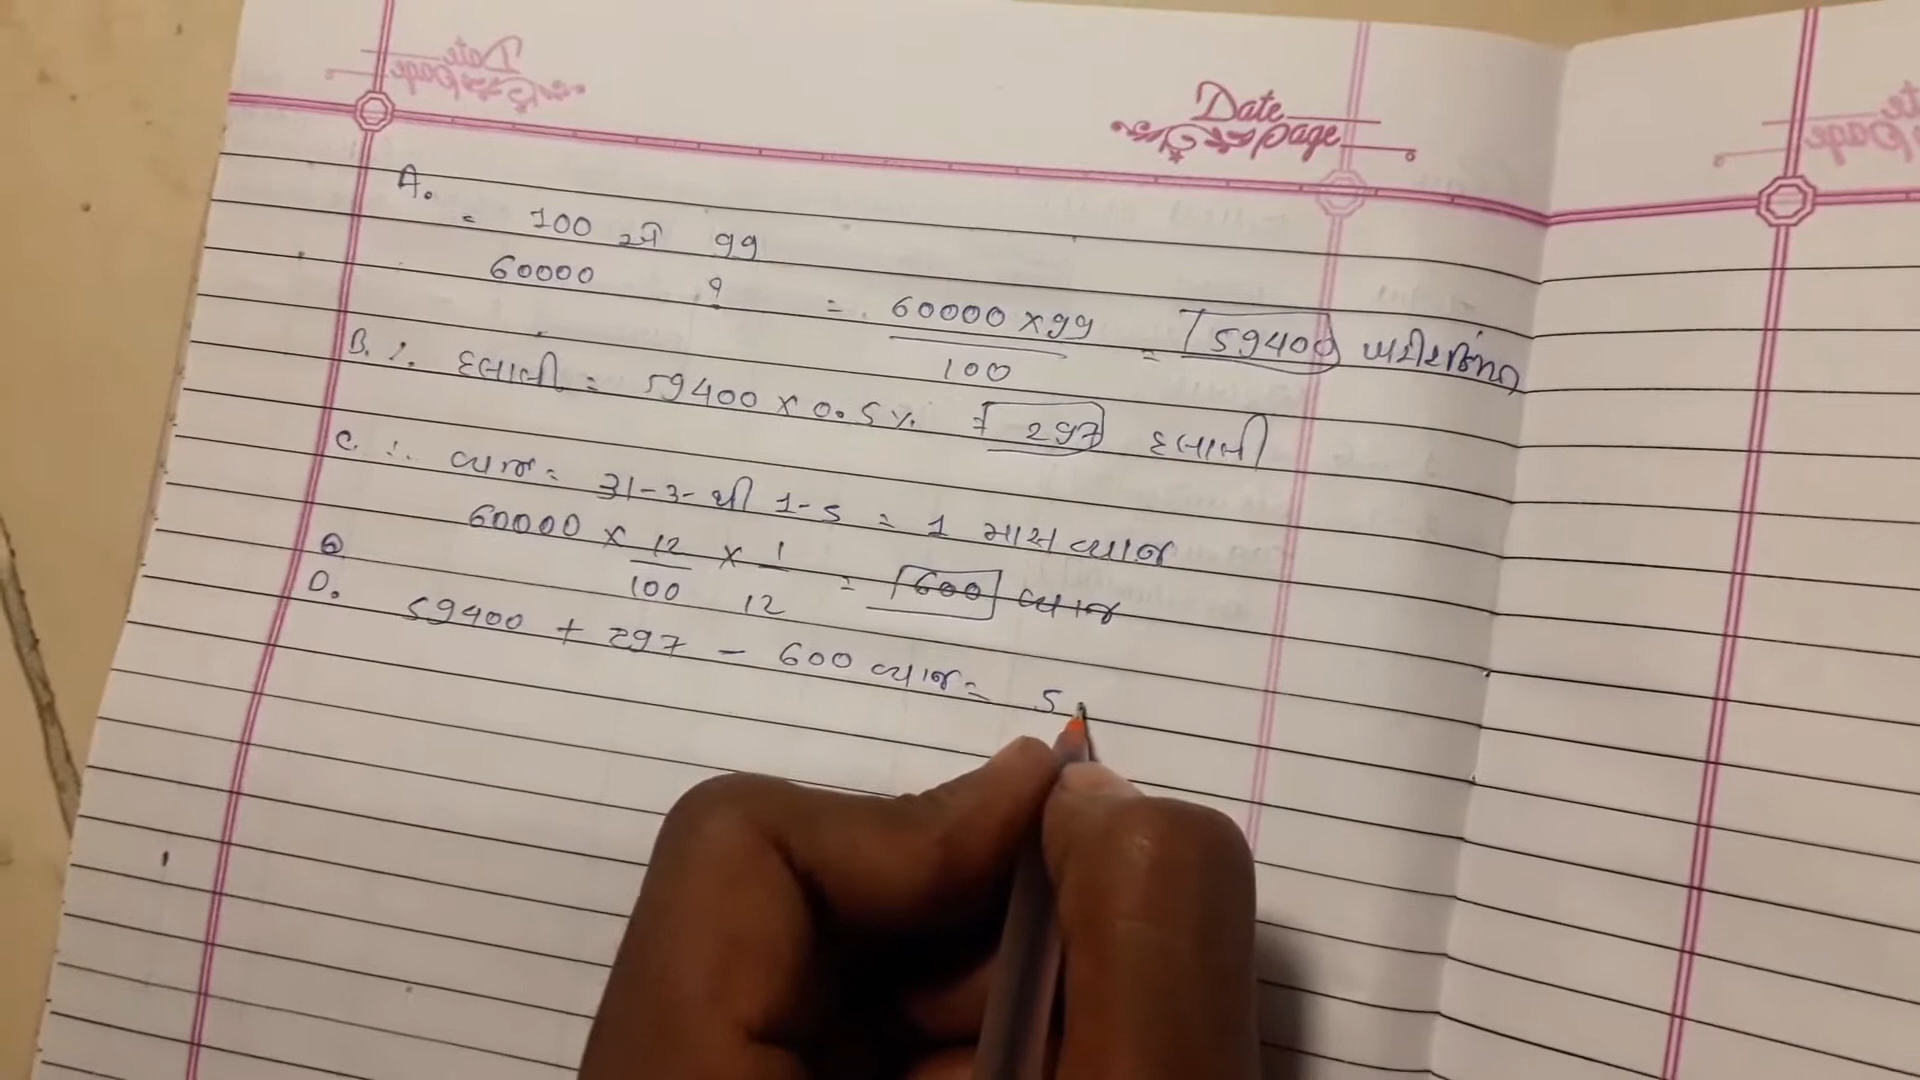 Date
Page
A.
= 100 એ 99
60000 ? = 60000 × 99 / 100 = 59400
B. ∴ દલાલી = 59400 × 0.5% = 297 દલાલી
C. ∴ વ્યાજ = 31-3- થી 1-5 = 1 માસ વ્યાજ
60000 × 12/100 × 1/12 = 600 વ્યાજ
D. 59400 + 297 - 600 વ્યાજ = 5